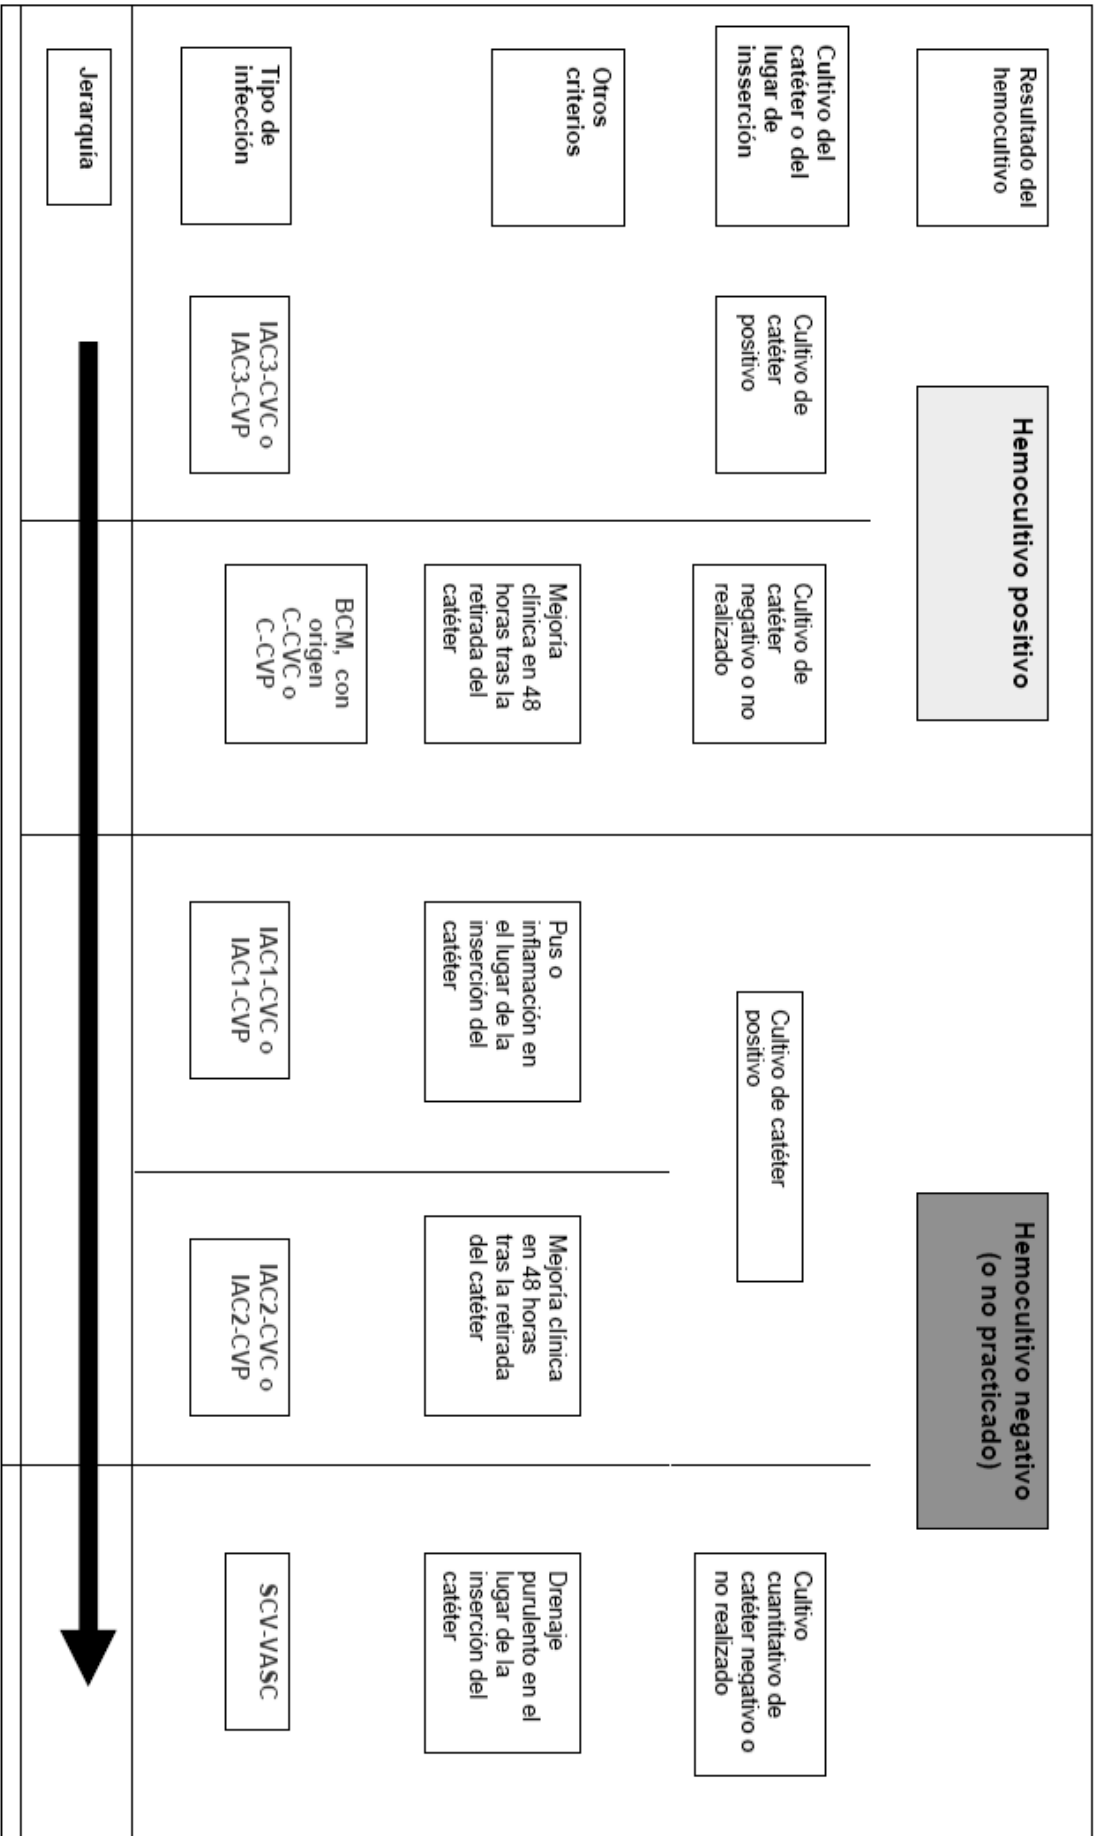 Resultado del
hemocultivo
Hemocultivo positivo
Hemocultivo negativo
(o no practicado)
Cultivo del
catéter o del
lugar de
insserción
Cultivo de
catéter
positivo
Cultivo de
catéter
negativo o no
realizado
Cultivo de catéter
positivo
Cultivo
cuantitativo de
catéter negativo o
no realizado
Otros
criterios
Mejoría
clínica en 48
horas tras la
retirada del
catéter
Pus o
inflamación en
el lugar de la
inserción del
catéter
Mejoría clínica
en 48 horas
tras la retirada
del catéter
Drenaje
purulento en el
lugar de la
inserción del
catéter
Tipo de
infección
IAC3-CVC o
IAC3-CVP
BCM, con
origen
C-CVC o
C-CVP
IAC1-CVC o
IAC1-CVP
IAC2-CVC o
IAC2-CVP
SCV-VASC
Jerarquía